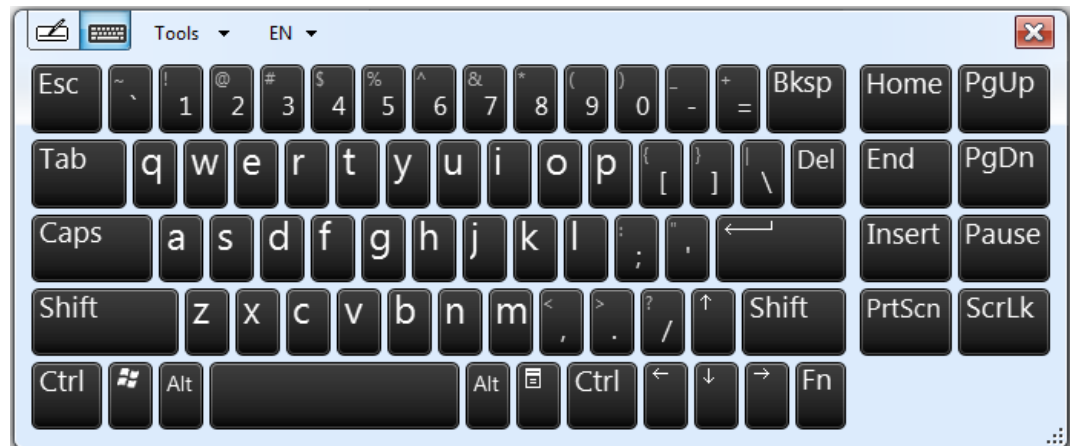 Tools EN
Esc ~ ` ! 1 @ 2 # 3 $ 4 % 5 ^ 6 & 7 * 8 ( 9 ) 0 _ - + = Bksp Home PgUp
Tab q w e r t y u i o p { [ } ] | \ Del End PgDn
Caps a s d f g h j k l : ; " ' Insert Pause
Shift z x c v b n m < , > . ? / ↑ Shift PrtScn ScrLk
Ctrl Alt Alt Ctrl ← ↓ → Fn